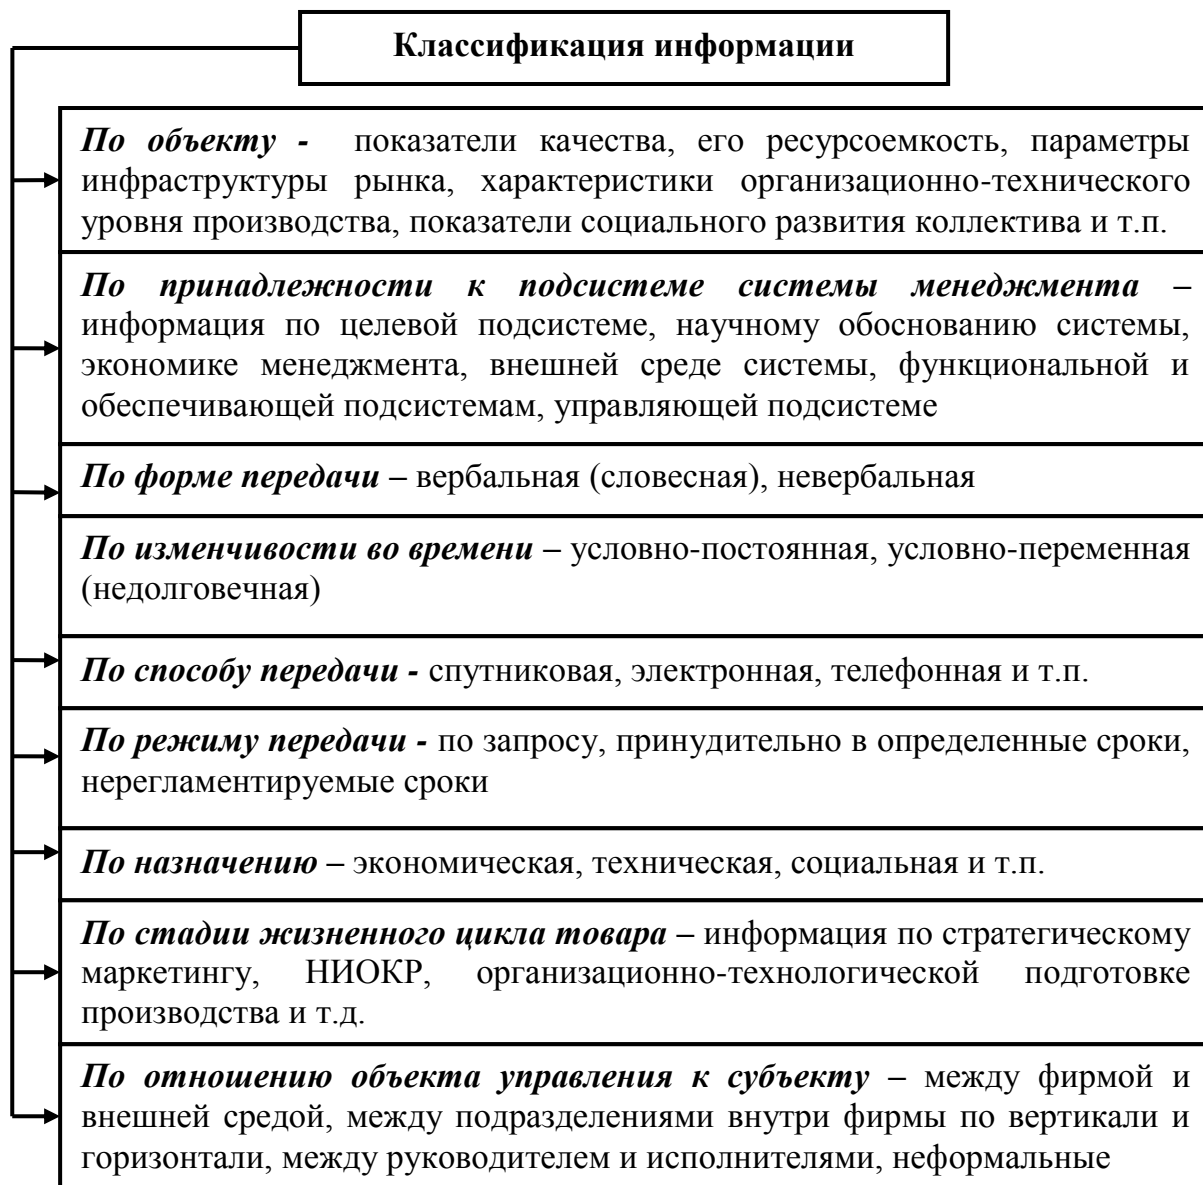 Классификация информации
По объекту - показатели качества, его ресурсоемкость, параметры
инфраструктуры рынка, характеристики организационно-технического
уровня производства, показатели социального развития коллектива и т.п.
По принадлежности к подсистеме системы менеджмента –
информация по целевой подсистеме, научному обоснованию системы,
экономике менеджмента, внешней среде системы, функциональной и
обеспечивающей подсистемам, управляющей подсистеме
По форме передачи – вербальная (словесная), невербальная
По изменчивости во времени – условно-постоянная, условно-переменная
(недолговечная)
По способу передачи - спутниковая, электронная, телефонная и т.п.
По режиму передачи - по запросу, принудительно в определенные сроки,
нерегламентируемые сроки
По назначению – экономическая, техническая, социальная и т.п.
По стадии жизненного цикла товара – информация по стратегическому
маркетингу, НИОКР, организационно-технологической подготовке
производства и т.д.
По отношению объекта управления к субъекту – между фирмой и
внешней средой, между подразделениями внутри фирмы по вертикали и
горизонтали, между руководителем и исполнителями, неформальные